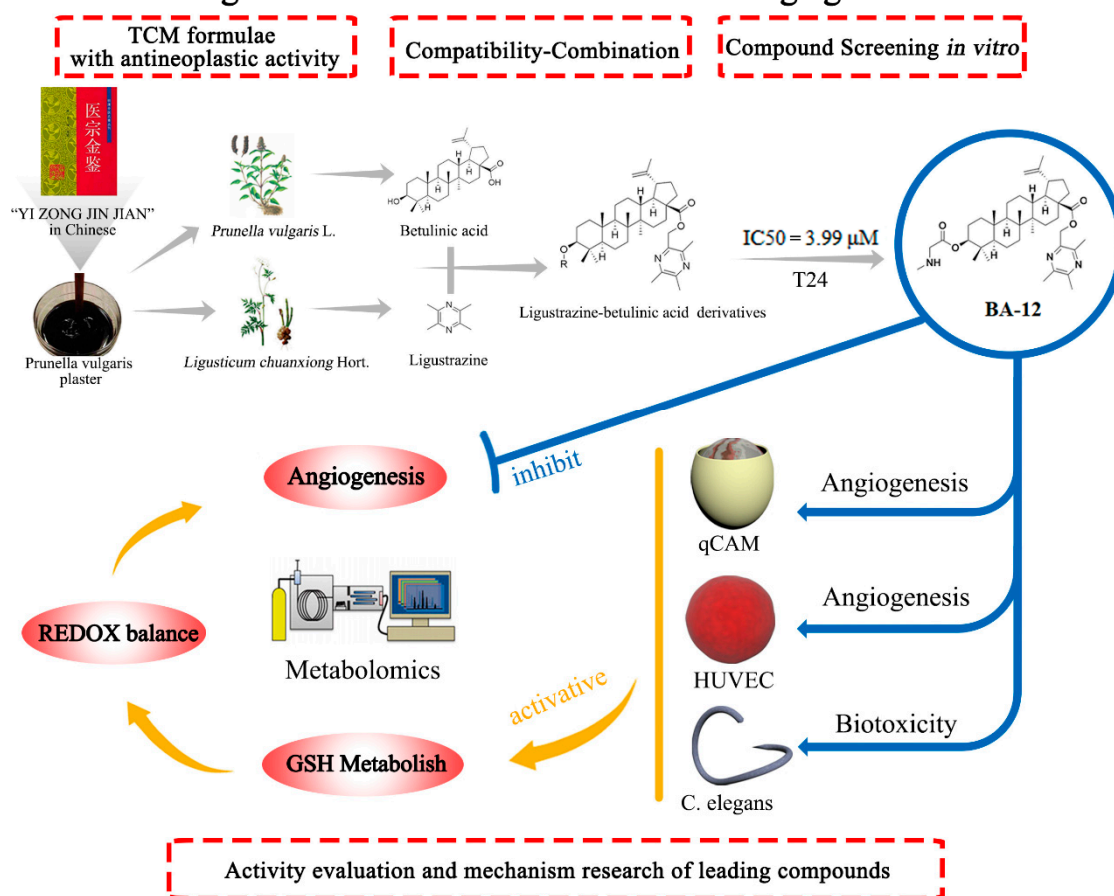 TCM formulae
with antineoplastic activity
Compatibility-Combination
Compound Screening in vitro
医宗金鉴
“YI ZONG JIN JIAN”
in Chinese
Prunella vulgaris
plaster
Prunella vulgaris L.
Ligusticum chuanxiong Hort.
O
OH
HO
H
H
H
Betulinic acid
N
N
Ligustrazine
H
H
H
O
O
O
R
N
N
Ligustrazine-betulinic acid derivatives
IC50 = 3.99 μM
T24
H
H
H
O
O
O
O
NH
N
N
BA-12
inhibit
Angiogenesis
qCAM
Angiogenesis
HUVEC
Biotoxicity
C. elegans
Angiogenesis
REDOX balance
Metabolomics
activative
GSH Metabolish
Activity evaluation and mechanism research of leading compounds